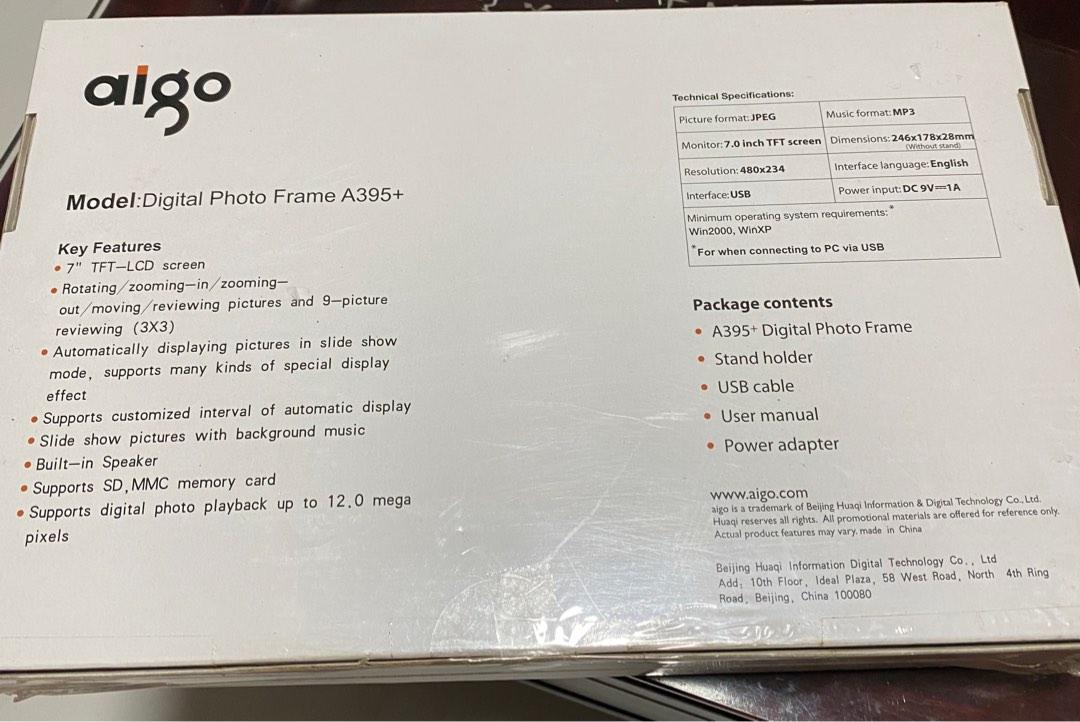 aigo
Model:Digital Photo Frame A395+
Key Features
• 7" TFT-LCD screen
• Rotating/zooming-in/zooming-
out/moving/reviewing pictures and 9-picture
reviewing (3X3)
• Automatically displaying pictures in slide show
mode, supports many kinds of special display
effect
• Supports customized interval of automatic display
• Slide show pictures with background music
• Built-in Speaker
• Supports SD,MMC memory card
• Supports digital photo playback up to 12.0 mega
pixels
Technical Specifications:
Picture format:JPEG Music format:MP3
Monitor:7.0 inch TFT screen Dimensions:246x178x28mm
(Without stand)
Resolution:480x234 Interface language:English
Interface:USB Power input:DC 9V⎓1A
Minimum operating system requirements:*
Win2000, WinXP
*For when connecting to PC via USB
Package contents
• A395+ Digital Photo Frame
• Stand holder
• USB cable
• User manual
• Power adapter
www.aigo.com
aigo is a trademark of Beijing Huaqi Information & Digital Technology Co.,Ltd.
Huaqi reserves all rights. All promotional materials are offered for reference only.
Actual product features may vary. made in China
Beijing Huaqi Information Digital Technology Co., Ltd
Add: 10th Floor, Ideal Plaza, 58 West Road, North 4th Ring
Road, Beijing, China 100080